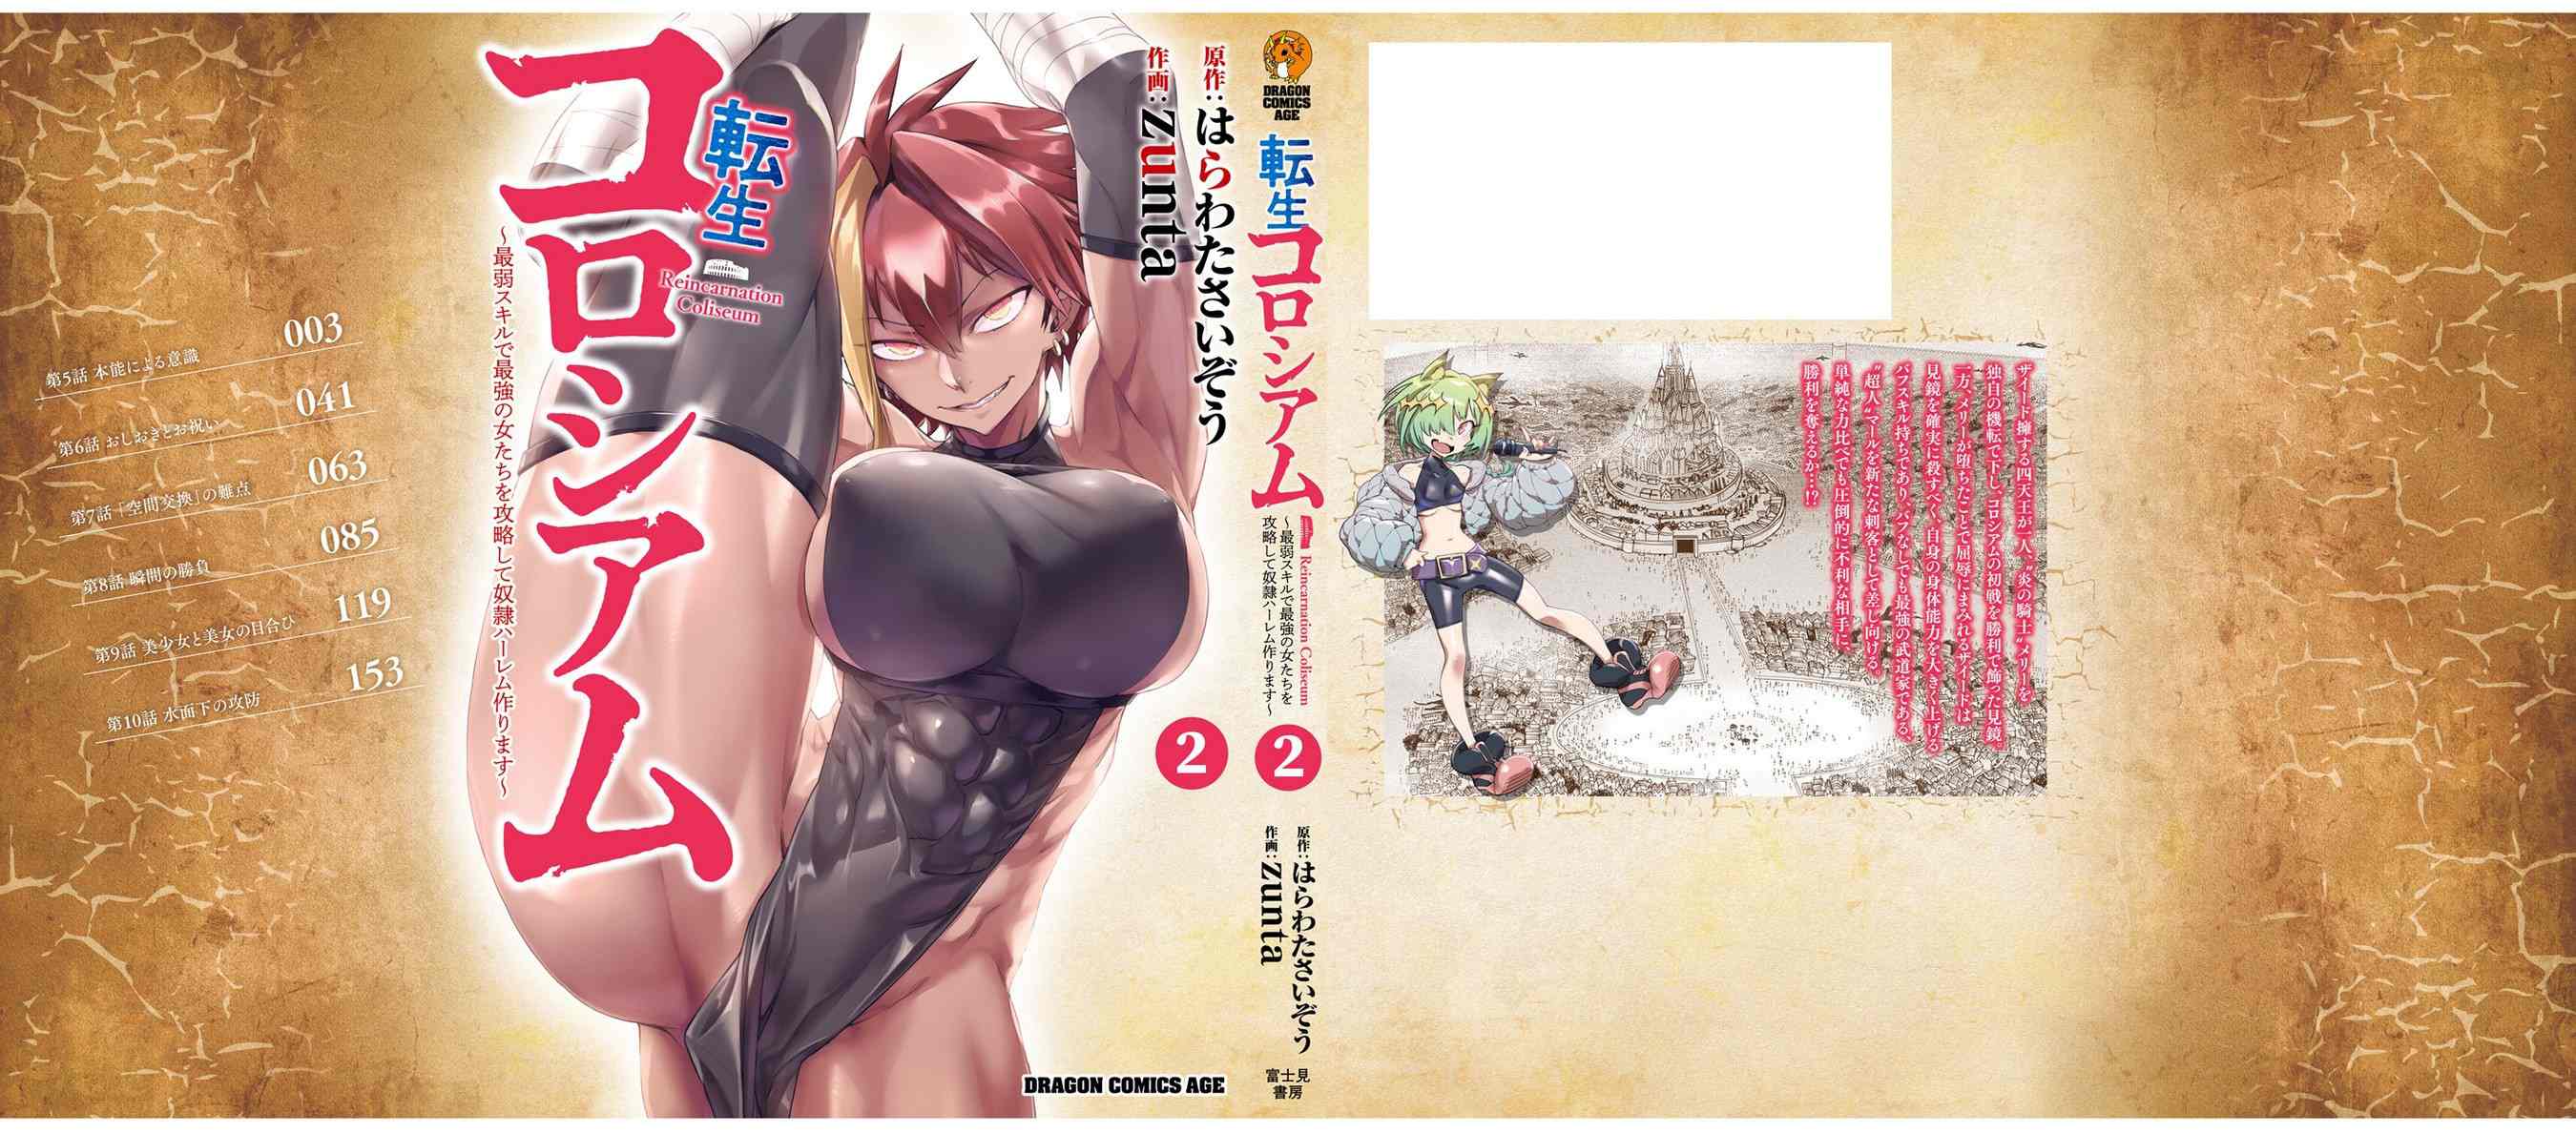 第5話 本能による意識 003
第6話 おしおきとお祝い 041
第7話 「空間交換」の難点 063
第8話 瞬間の勝負 085
第9話 美少女と美女の目合ひ 119
第10話 水面下の攻防 153
転生
コロシアム
Reincarnation
Coliseum
～最弱スキルで最強の女たちを攻略して奴隷ハーレム作ります～
原作：はらわたさいぞう
作画：zunta
2
DRAGON COMICS AGE
DRAGON
COMICS
AGE
転生コロシアム
Reincarnation Coliseum
～最弱スキルで最強の女たちを
攻略して奴隷ハーレム作ります～
2
原作：はらわたさいぞう
作画：zunta
富士見
書房
ザイード擁する四天王が一人、“炎の騎士”メリーを
独自の機転で下し、コロシアムの初戦を勝利で飾った見鏡。
一方、メリーが堕ちたことで屈辱にまみれるザイードは
見鏡を確実に殺すべく、自身の身体能力を大きく上げる
バフスキル持ちであり、バフなしでも最強の武道家である、
“超人”マールを新たな刺客として差し向ける。
単純な力比べでも圧倒的に不利な相手に、
勝利を奪えるか…!?